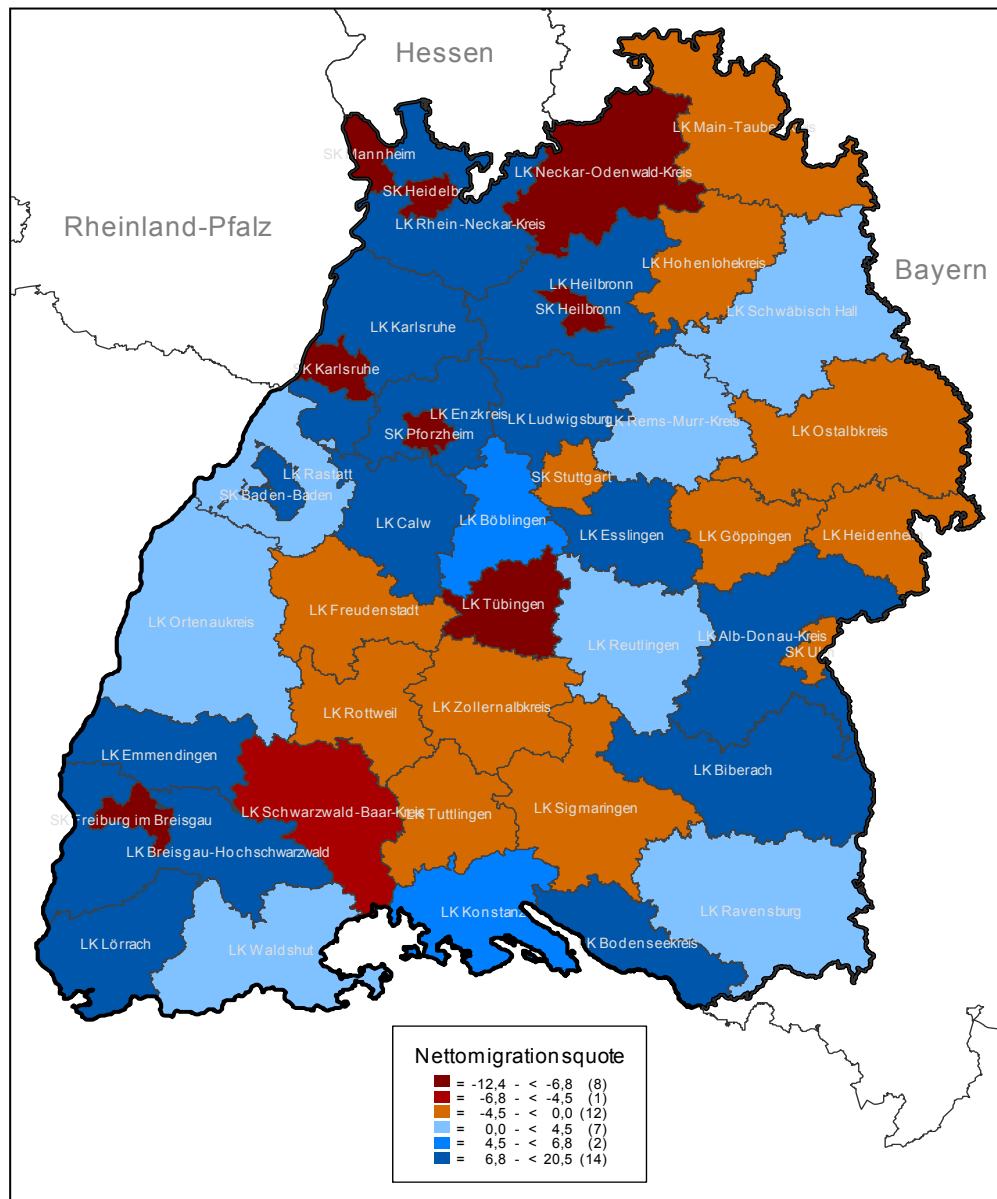 Hessen
LK Main-Tauber-Kreis
SK Mannheim
LK Neckar-Odenwald-Kreis
SK Heidelb
Rheinland-Pfalz
LK Rhein-Neckar-Kreis
LK Hohenlohekreis
Bayern
LK Heilbronn
SK Heilbronn
LK Schwäbisch Hall
LK Karlsruhe
SK Karlsruhe
LK Enzkreis
LK Ludwigsburg
LK Rems-Murr-Kreis
SK Pforzheim
LK Ostalbkreis
LK Rastatt
SK Stuttgart
SK Baden-Baden
LK Calw
LK Böblingen
LK Esslingen
LK Göppingen
LK Heidenhe
LK Tübingen
LK Freudenstadt
LK Ortenaukreis
LK Reutlingen
LK Alb-Donau-Kreis
SK Ul
LK Zollernalbkreis
LK Rottweil
LK Emmendingen
LK Biberach
LK Schwarzwald-Baar-Kreis
LK Tuttlingen
LK Sigmaringen
SK Freiburg im Breisgau
LK Breisgau-Hochschwarzwald
LK Konstanz
LK Ravensburg
LK Lörrach
LK Waldshut
LK Bodenseekreis
Nettomigrationsquote
= -12,4 - < -6,8 (8)
= -6,8 - < -4,5 (1)
= -4,5 - < 0,0 (12)
= 0,0 - < 4,5 (7)
= 4,5 - < 6,8 (2)
= 6,8 - < 20,5 (14)